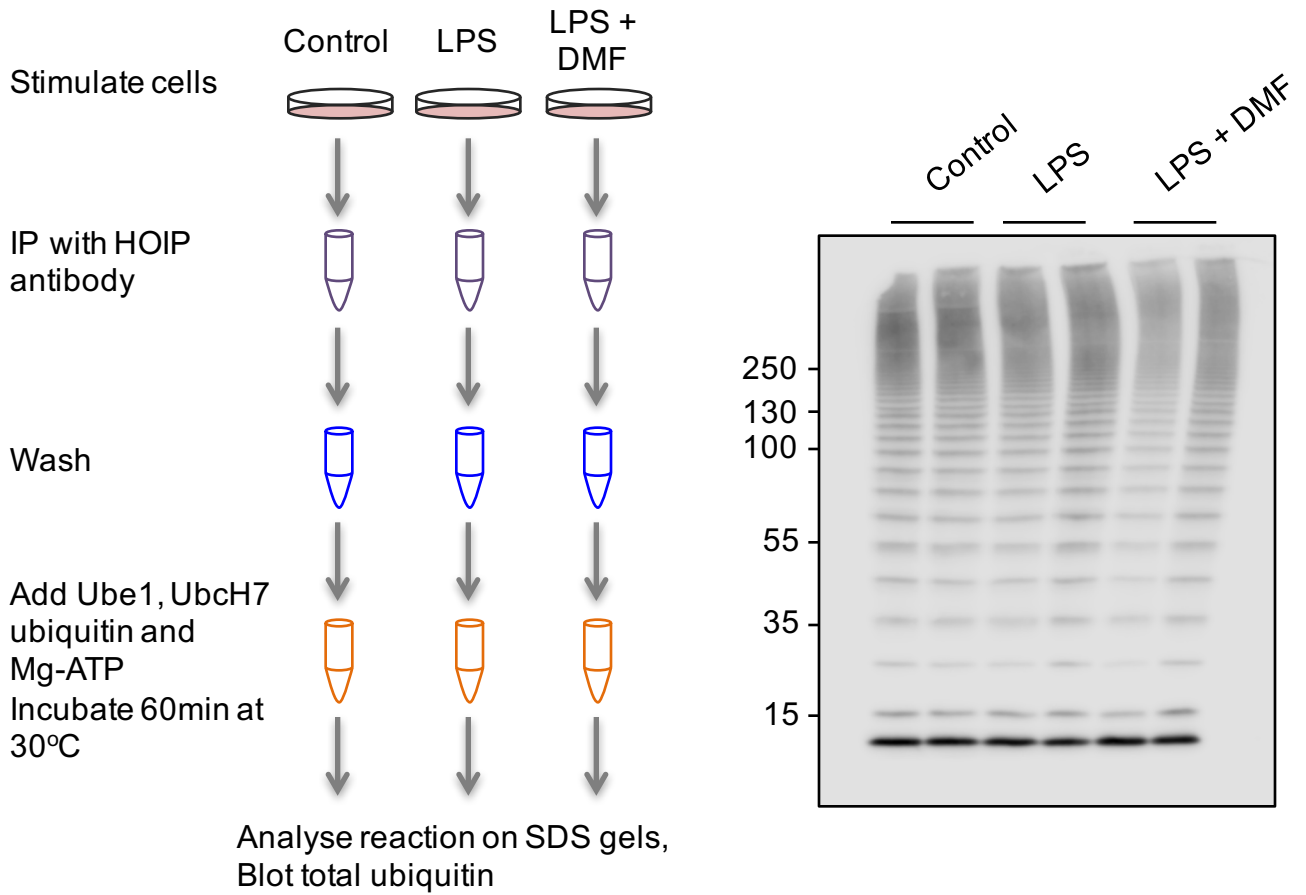 Control
LPS
LPS +
DMF
Stimulate cells
IP with HOIP
antibody
Wash
Add Ube1, UbcH7
ubiquitin and
Mg-ATP
Incubate 60min at
30ºC
Analyse reaction on SDS gels,
Blot total ubiquitin
Control
LPS
LPS + DMF
250
130
100
55
35
15